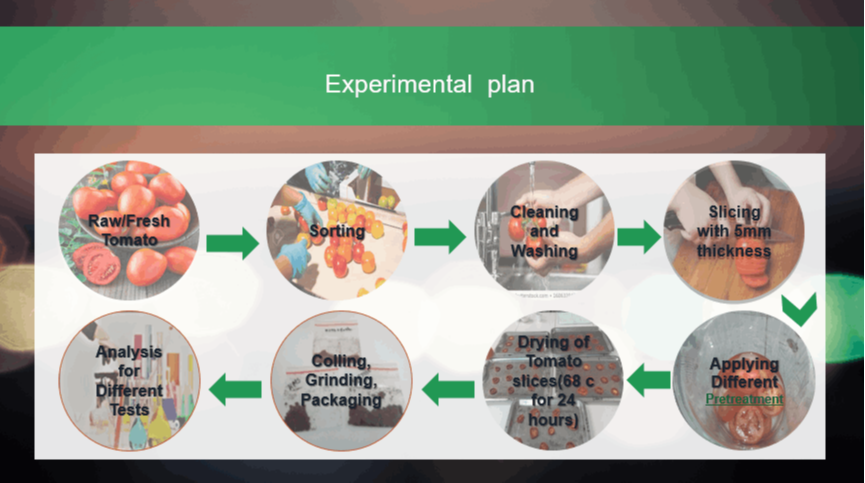 Experimental plan
Raw/Fresh
Tomato
Sorting
Cleaning
and
Washing
Slicing
with 5mm
thickness
Applying
Different
Pretreatment
Drying of
Tomato
slices(68 c
for 24
hours)
Colling,
Grinding,
Packaging
Analysis
for
Different
Tests